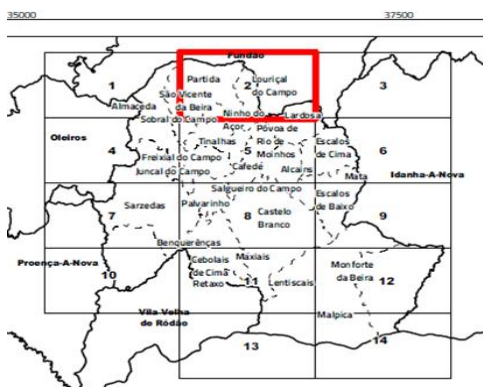 35000 37500
Fundão
1 Partida 2 Louriçal 3
do Campo
São Vicente
da Beira
Almaceda Ninho do
Açor
Lardosa
Sobral do Campo
Oleiros
4 Tinalhas 5 Póvoa de
Rio de
Moinhos
Escalos
de Cima
6
Freixial do Campo Cafedé
Juncal do Campo Alcains Mata
Idanha-A-Nova
Salgueiro do Campo
Escalos
de Baixo
7 Sarzedas Palvarinho 8 Castelo
Branco
9
Benquerênças
Proença-A-Nova
10 Cebolais
de Cima
Retaxo
Maxiais
11 Lentiscais
Monforte
da Beira
12
Vila Velha
de Ródão
Malpica
13 14